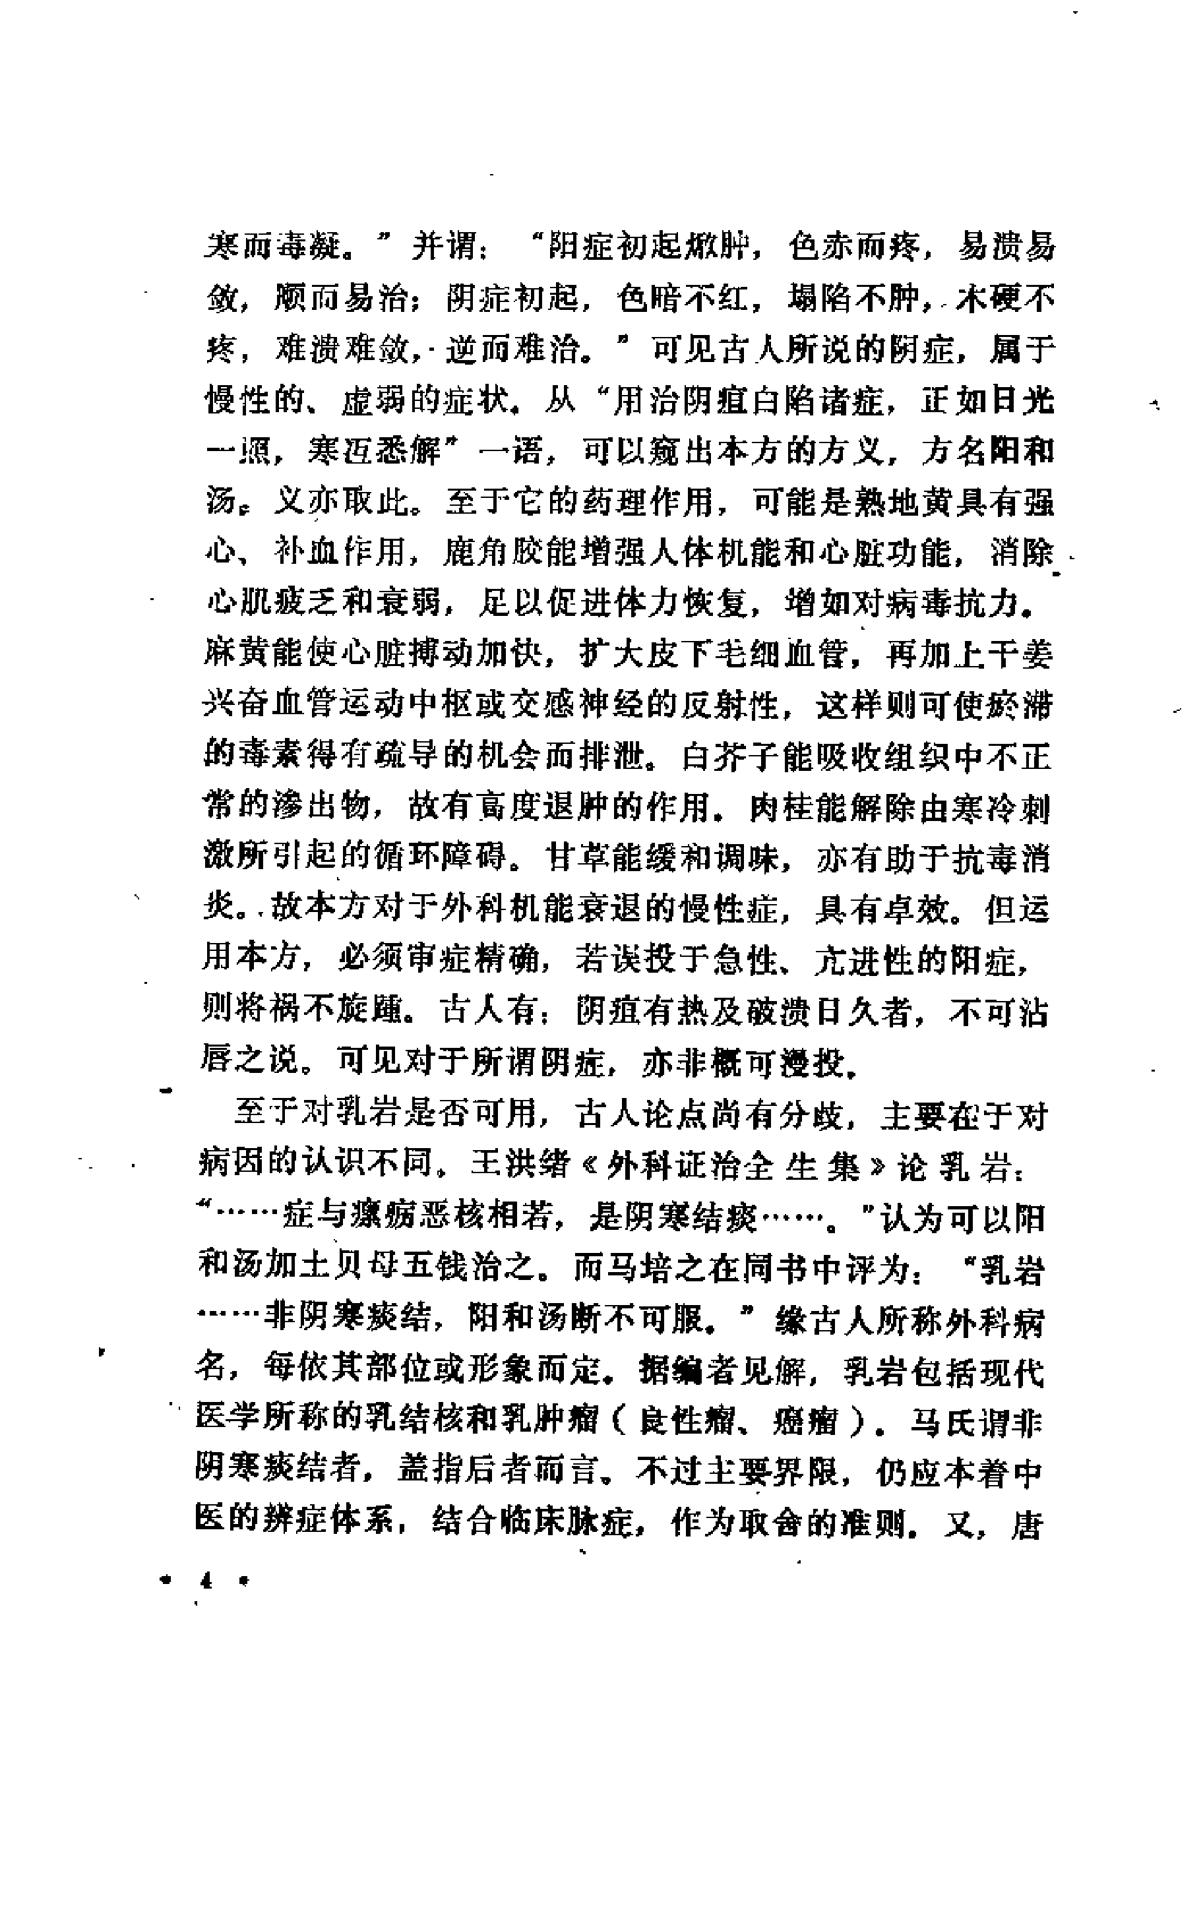 寒而毒凝。”并谓：“阳症初起焮肿，色赤而疼，易溃易
敛，顺而易治；阴症初起，色暗不红，塌陷不肿，木硬不
疼，难溃难敛，逆而难治。”可见古人所说的阴症，属于
慢性的、虚弱的症状。从“用治阴疽白陷诸症，正如日光
一照，寒冱悉解”一语，可以窥出本方的方义，方名阳和
汤。义亦取此。至于它的药理作用，可能是熟地黄具有强
心、补血作用，鹿角胶能增强人体机能和心脏功能，消除
心肌疲乏和衰弱，足以促进体力恢复，增加对病毒抗力。
麻黄能使心脏搏动加快，扩大皮下毛细血管，再加上干姜
兴奋血管运动中枢或交感神经的反射性，这样则可使瘀滞
的毒素得有疏导的机会而排泄。白芥子能吸收组织中不正
常的渗出物，故有高度退肿的作用。肉桂能解除由寒冷刺
激所引起的循环障碍。甘草能缓和调味，亦有助于抗毒消
炎。故本方对于外科机能衰退的慢性症，具有卓效。但运
用本方，必须审症精确，若误投于急性、亢进性的阳症，
则将祸不旋踵。古人有：阴疽有热及破溃日久者，不可沾
唇之说。可见对于所谓阴症，亦非概可漫投。
至于对乳岩是否可用，古人论点尚有分歧，主要在于对
病因的认识不同。王洪绪《外科证治全生集》论乳岩：
“……症与瘰疬恶核相若，是阴寒结痰……。”认为可以阳
和汤加土贝母五钱治之。而马培之在同书中评为：“乳岩
……非阴寒痰结，阳和汤断不可服。”缘古人所称外科病
名，每依其部位或形象而定。据编者见解，乳岩包括现代
医学所称的乳结核和乳肿瘤（良性瘤、癌瘤）。马氏谓非
阴寒痰结者，盖指后者而言。不过主要界限，仍应本着中
医的辨症体系，结合临床脉症，作为取舍的准则。又，唐
• 4 •